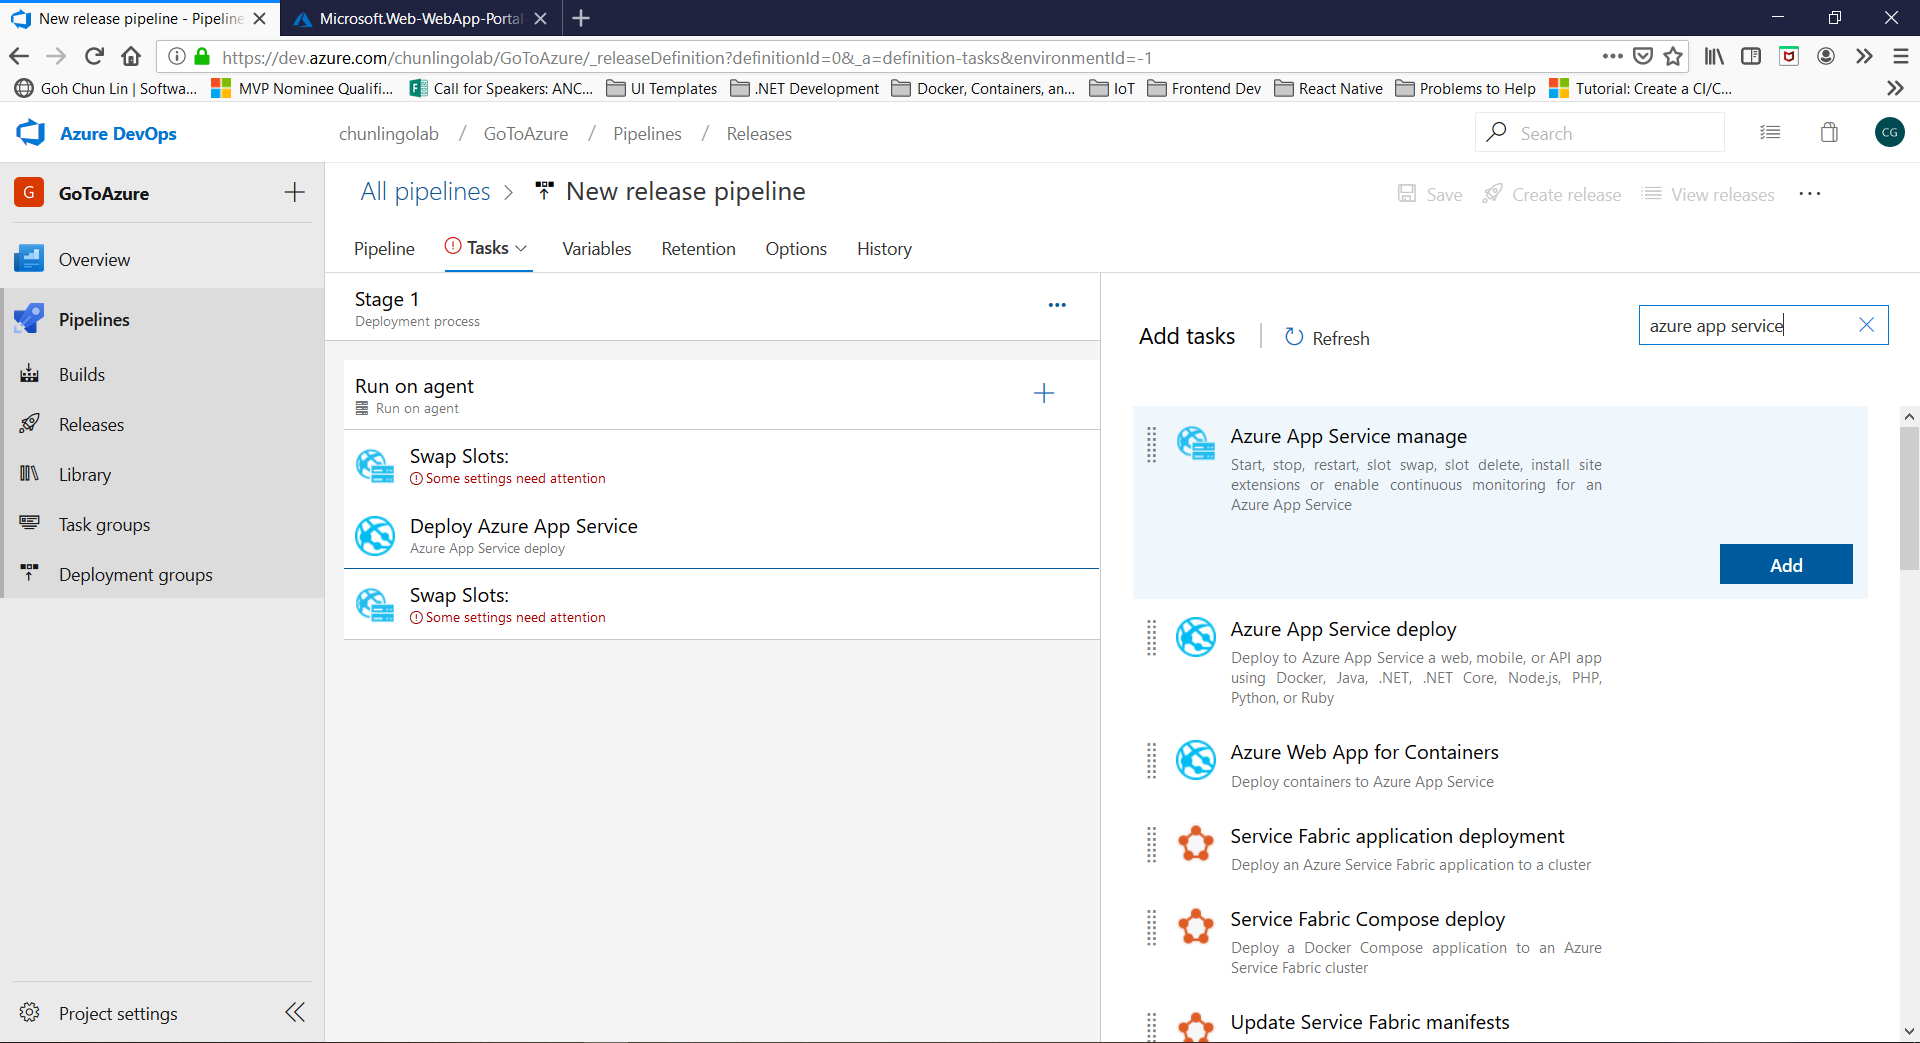 New release pipeline - Pipeline
Microsoft.Web-WebApp-Portal
https://dev.azure.com/chunlingolab/GoToAzure/_releaseDefinition?definitionId=0&_a=definition-tasks&environmentId=-1
Goh Chun Lin | Softwa...
MVP Nominee Qualifi...
Call for Speakers: ANC...
UI Templates
.NET Development
Docker, Containers, an...
IoT
Frontend Dev
React Native
Problems to Help
Tutorial: Create a CI/C...
Azure DevOps
chunlingolab / GoToAzure / Pipelines / Releases
Search
CG
G
GoToAzure
Overview
Pipelines
Builds
Releases
Library
Task groups
Deployment groups
Project settings
All pipelines > New release pipeline
Save
Create release
View releases
Pipeline
Tasks
Variables
Retention
Options
History
Stage 1
Deployment process
Run on agent
Run on agent
Swap Slots:
Some settings need attention
Deploy Azure App Service
Azure App Service deploy
Swap Slots:
Some settings need attention
Add tasks
Refresh
azure app service
Azure App Service manage
Start, stop, restart, slot swap, slot delete, install site
extensions or enable continuous monitoring for an
Azure App Service
Add
Azure App Service deploy
Deploy to Azure App Service a web, mobile, or API app
using Docker, Java, .NET, .NET Core, Node.js, PHP,
Python, or Ruby
Azure Web App for Containers
Deploy containers to Azure App Service
Service Fabric application deployment
Deploy an Azure Service Fabric application to a cluster
Service Fabric Compose deploy
Deploy a Docker Compose application to an Azure
Service Fabric cluster
Update Service Fabric manifests